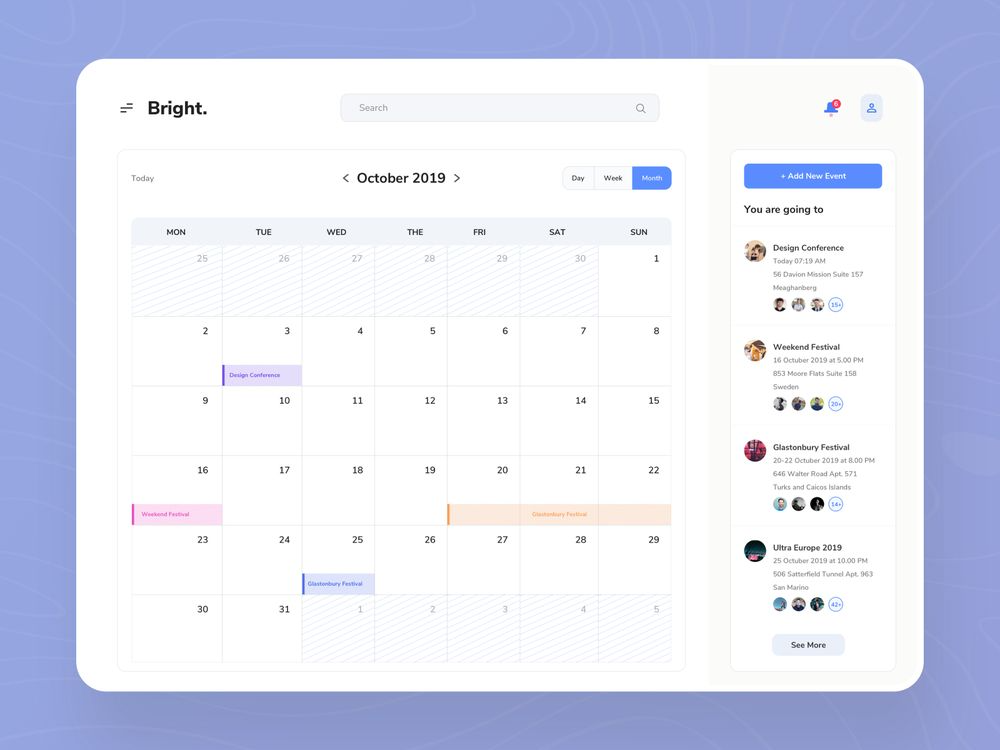 Bright.
Search
6
Today
< October 2019 >
Day Week Month
MON TUE WED THE FRI SAT SUN
25 26 27 28 29 30 1
2 3 4 5 6 7 8
Design Conference
9 10 11 12 13 14 15
16 17 18 19 20 21 22
Weekend Festival Glastonbury Festival
23 24 25 26 27 28 29
Glastonbury Festival
30 31 1 2 3 4 5
+ Add New Event
You are going to
Design Conference
Today 07:19 AM
56 Davion Mission Suite 157
Meaghanberg
15+
Weekend Festival
16 October 2019 at 5.00 PM
853 Moore Flats Suite 158
Sweden
20+
Glastonbury Festival
20-22 October 2019 at 8.00 PM
646 Walter Road Apt. 571
Turks and Caicos Islands
14+
Ultra Europe 2019
25 October 2019 at 10.00 PM
506 Satterfield Tunnel Apt. 963
San Marino
42+
See More